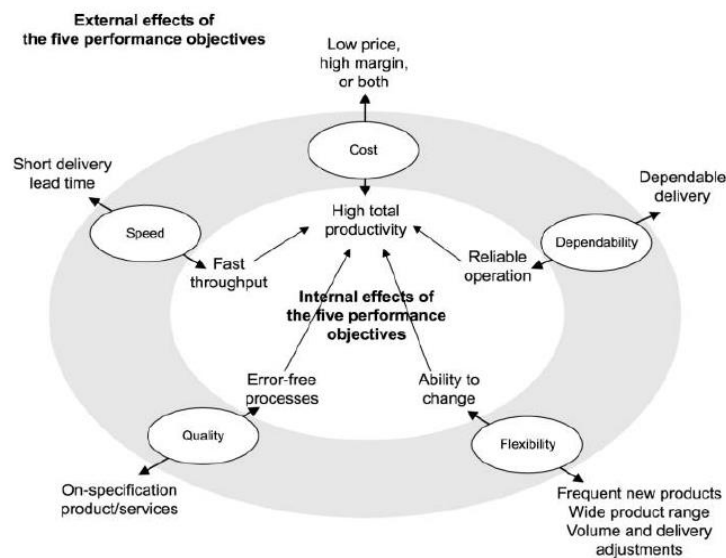 External effects of
the five performance objectives
Low price,
high margin,
or both
Cost
Short delivery
lead time
Dependable
delivery
Speed
High total
productivity
Dependability
Fast
throughput
Reliable
operation
Internal effects of
the five performance
objectives
Error-free
processes
Ability to
change
Quality
Flexibility
On-specification
product/services
Frequent new products
Wide product range
Volume and delivery
adjustments